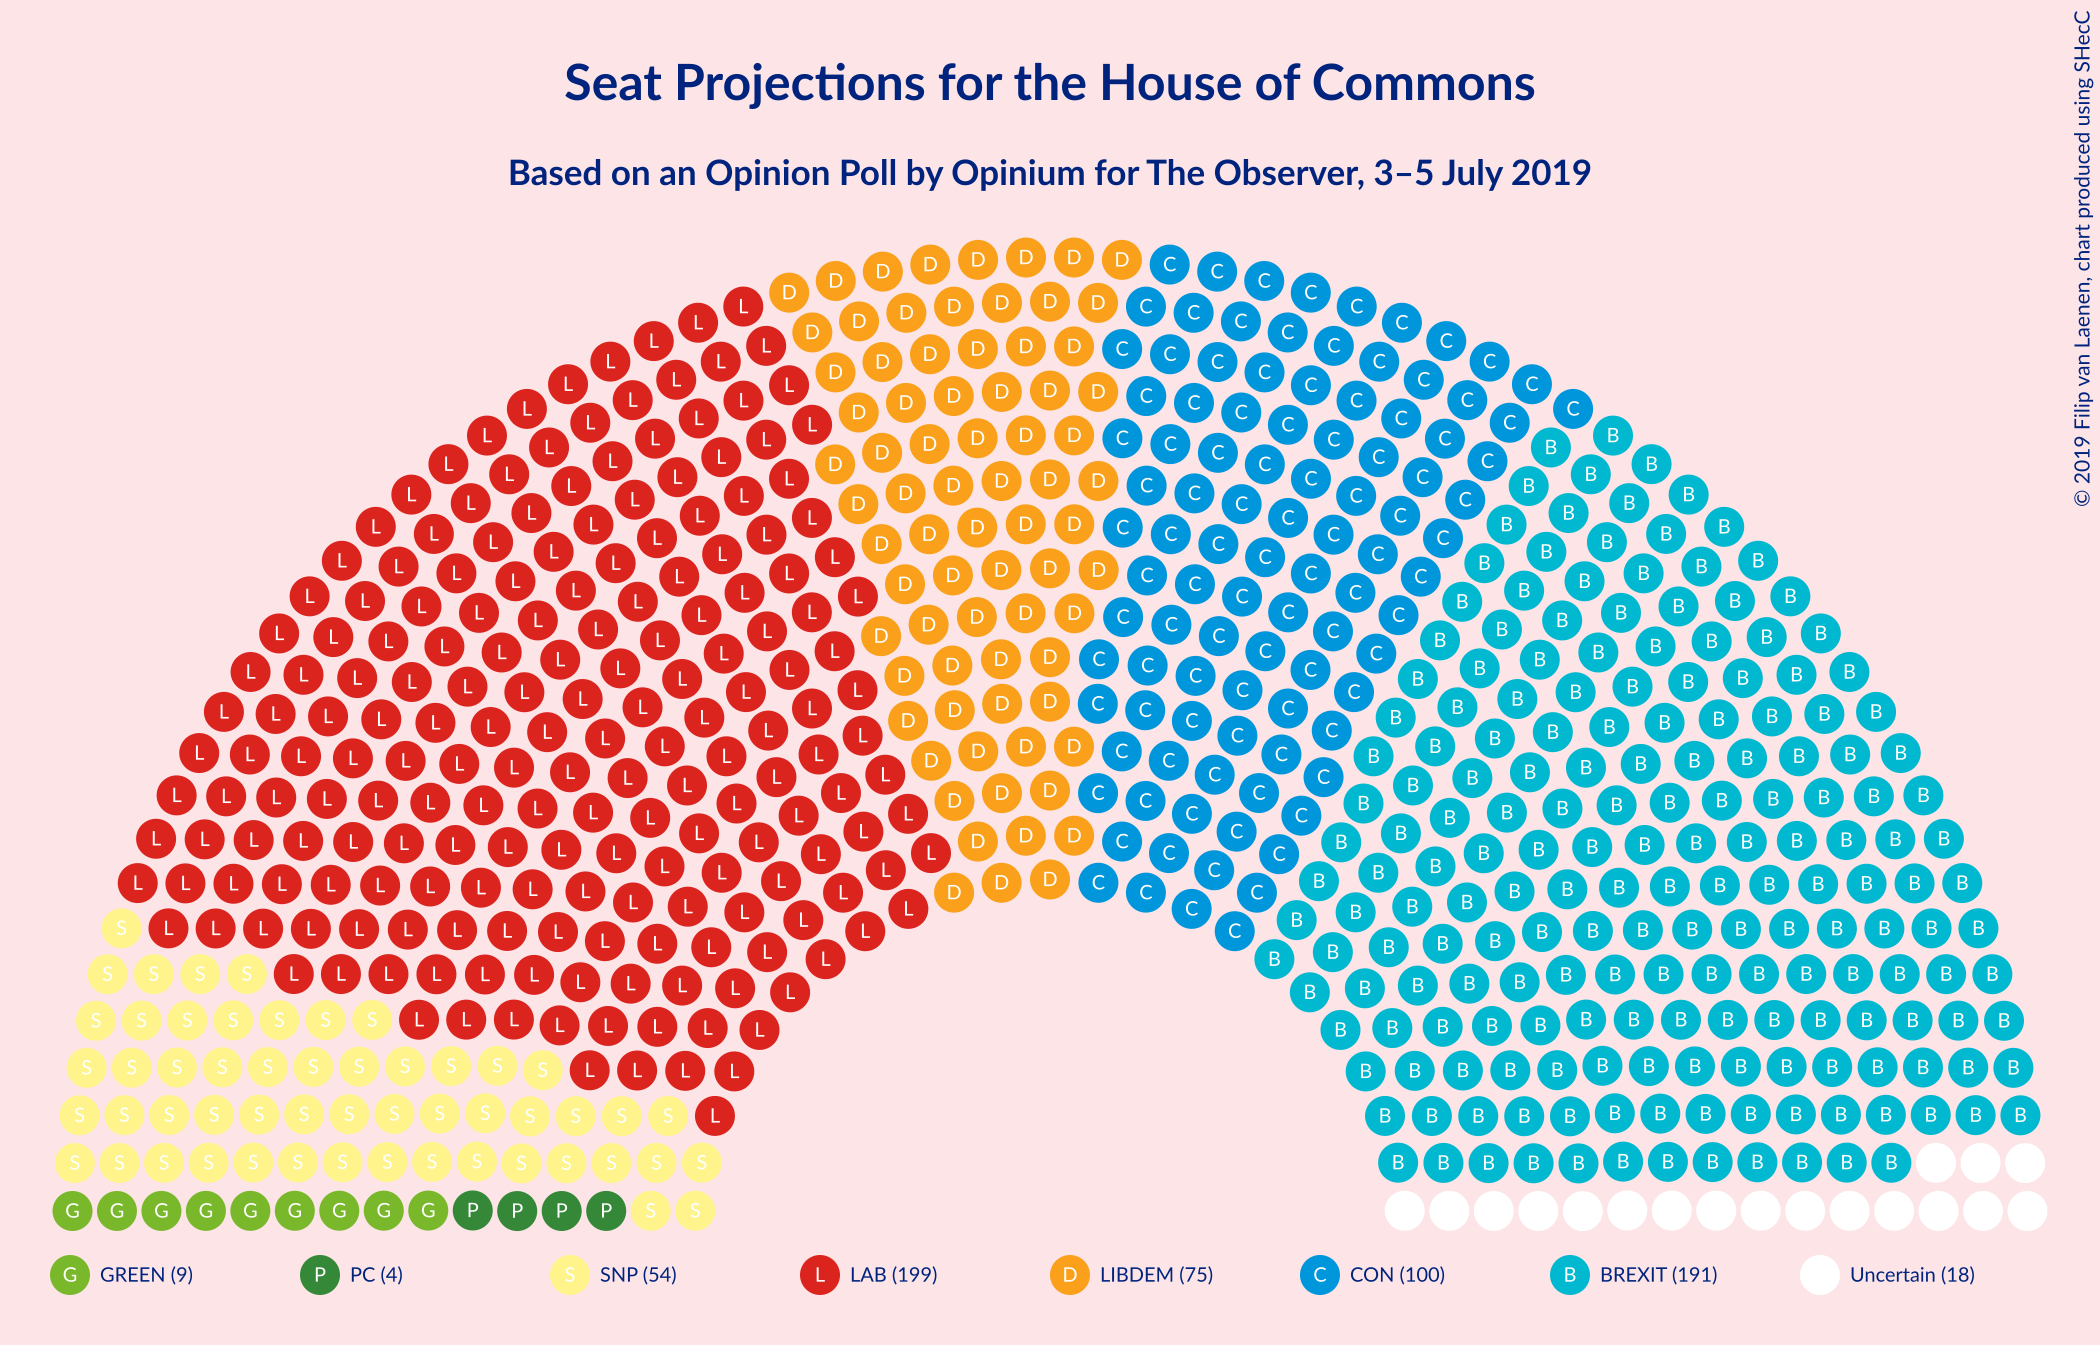 Seat Projections for the House of Commons
Based on an Opinion Poll by Opinium for The Observer, 3–5 July 2019
© 2019 Filip van Laenen, chart produced using SHecC
G GREEN (9)
P PC (4)
S SNP (54)
L LAB (199)
D LIBDEM (75)
C CON (100)
B BREXIT (191)
Uncertain (18)